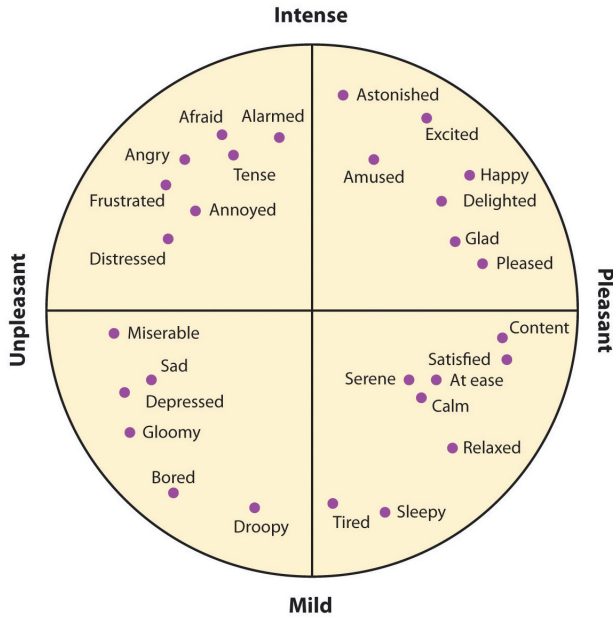 Intense
Astonished
Afraid
Alarmed
Excited
Angry
Tense
Amused
Happy
Frustrated
Annoyed
Delighted
Glad
Distressed
Pleased
Unpleasant
Pleasant
Content
Miserable
Satisfied
Sad
Serene
At ease
Depressed
Calm
Gloomy
Relaxed
Bored
Sleepy
Droopy
Tired
Mild